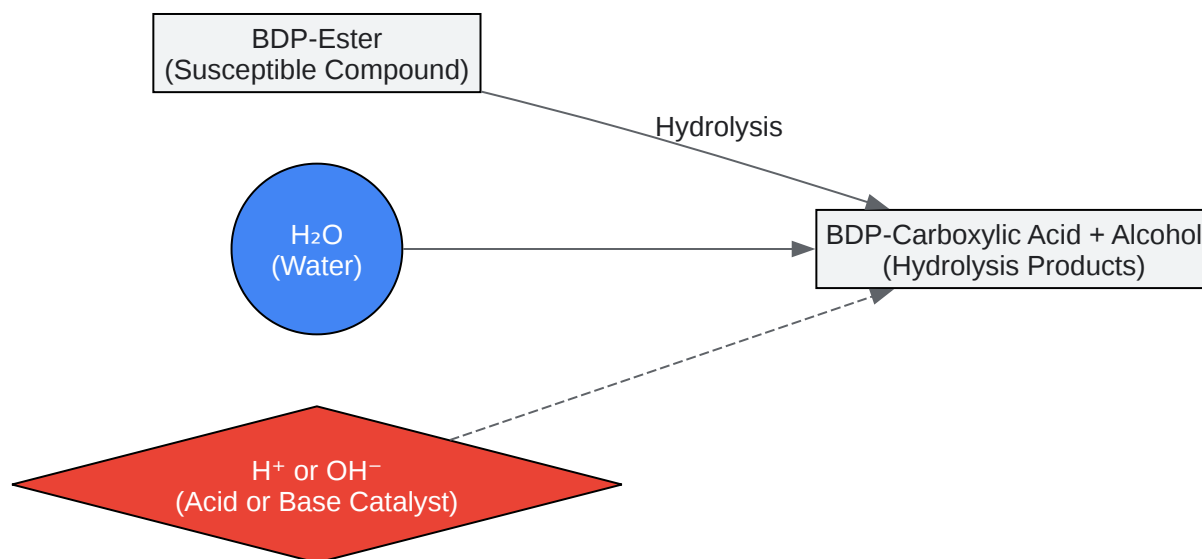 BDP-Ester
(Susceptible Compound)
Hydrolysis
H₂O
(Water)
BDP-Carboxylic Acid + Alcohol
(Hydrolysis Products)
H⁺ or OH⁻
(Acid or Base Catalyst)